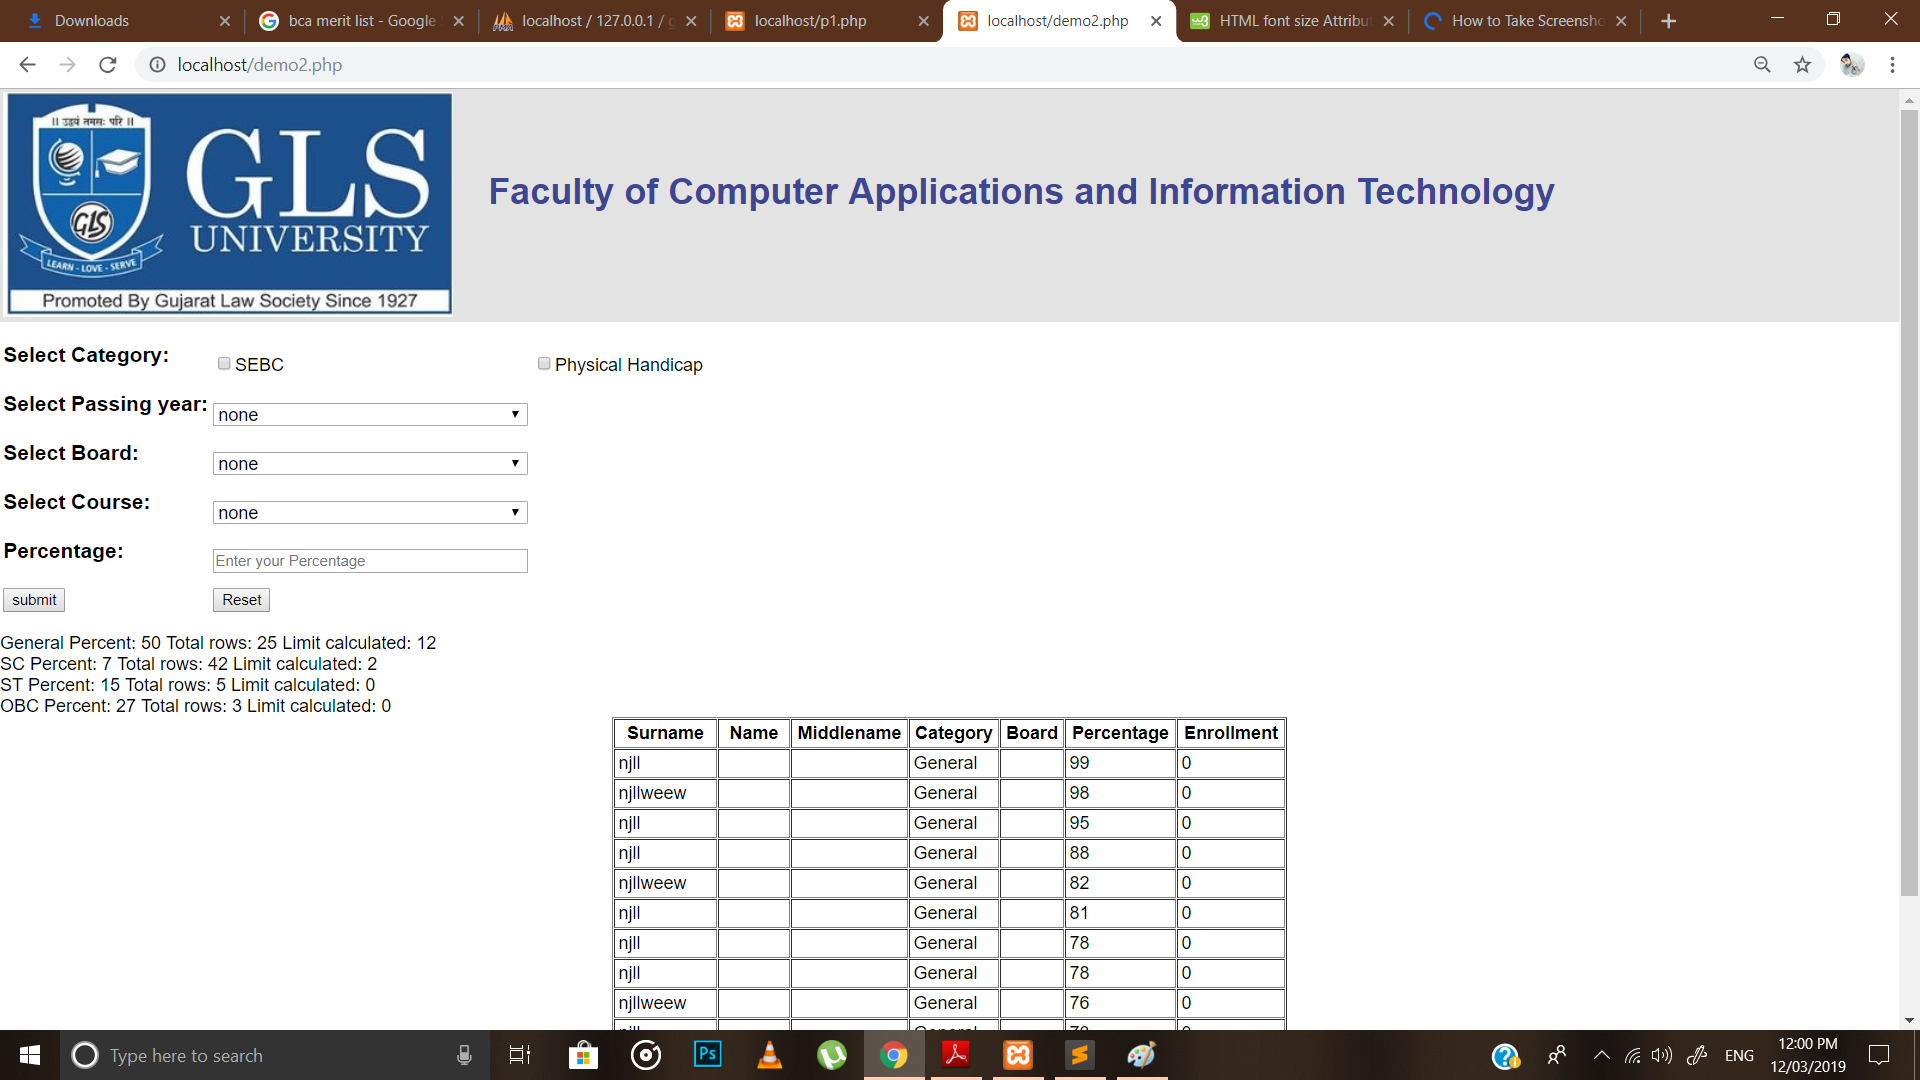 Downloads
bca merit list - Google
localhost / 127.0.0.1 /
localhost/p1.php
localhost/demo2.php
HTML font size Attribu
How to Take Screensho
localhost/demo2.php
|| उद्वयं तमसः परि ||
GLS
UNIVERSITY
GLS
LEARN - LOVE - SERVE
Promoted By Gujarat Law Society Since 1927
Faculty of Computer Applications and Information Technology
Select Category:
SEBC
Physical Handicap
Select Passing year:
none
Select Board:
none
Select Course:
none
Percentage:
Enter your Percentage
submit
Reset
General Percent: 50 Total rows: 25 Limit calculated: 12
SC Percent: 7 Total rows: 42 Limit calculated: 2
ST Percent: 15 Total rows: 5 Limit calculated: 0
OBC Percent: 27 Total rows: 3 Limit calculated: 0
Surname Name Middlename Category Board Percentage Enrollment
njll General 99 0
njllweew General 98 0
njll General 95 0
njll General 88 0
njllweew General 82 0
njll General 81 0
njll General 78 0
njll General 78 0
njllweew General 76 0
Type here to search
Ps
ENG
12:00 PM
12/03/2019